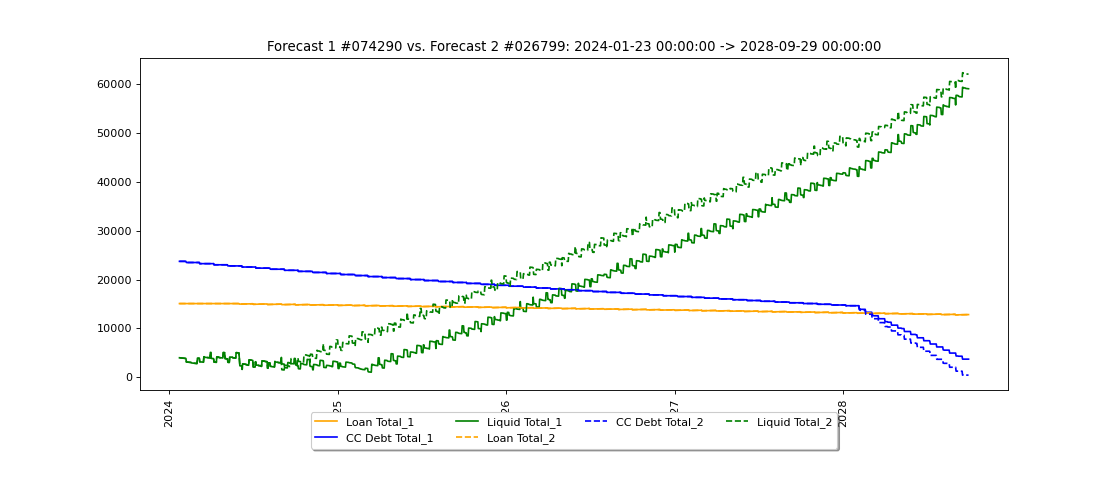 Forecast 1 #074290 vs. Forecast 2 #026799: 2024-01-23 00:00:00 -> 2028-09-29 00:00:00
60000
50000
40000
30000
20000
10000
0
2024
25
26
27
2028
Loan Total_1
Liquid Total_1
CC Debt Total_2
Liquid Total_2
CC Debt Total_1
Loan Total_2